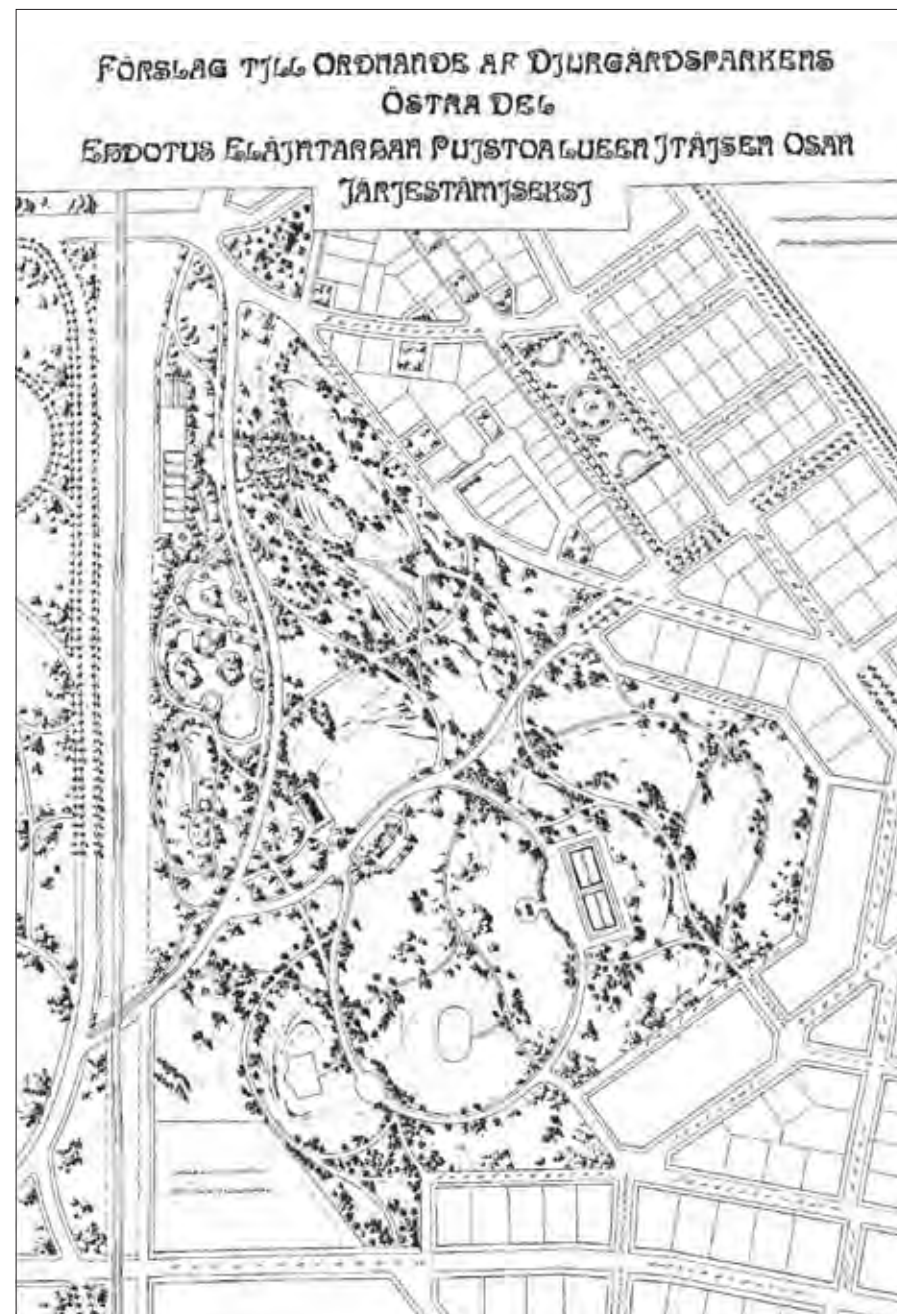 FÖRSLAG TILL ORDNANDE AF DJURGÅRDSPARKENS
ÖSTRA DEL
EHDOTUS ELÄINTARHAN PUISTOALUEEN ITÄISEN OSAN
JÄRJESTÄMISEKSI